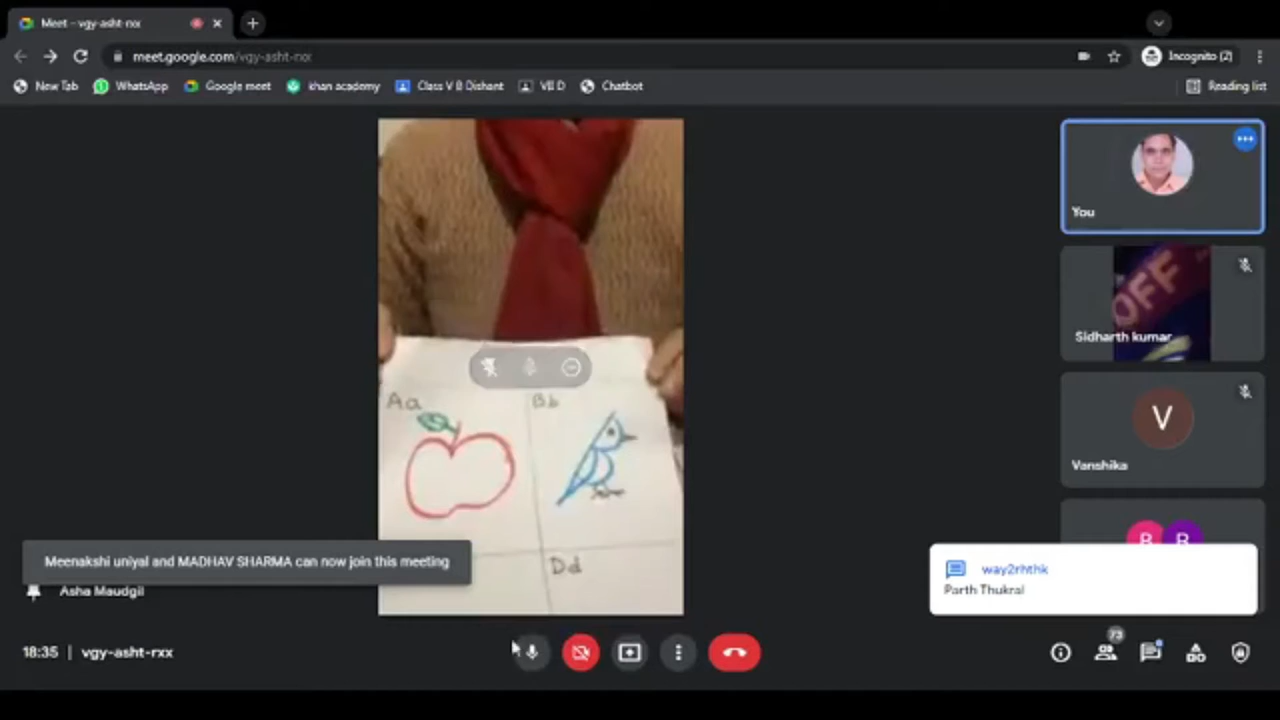 Meet - vgy-asht-rxx
meet.google.com/vgy-asht-rxx
Incognito (2)
New Tab
WhatsApp
Google meet
khan academy
Class V B Dishant
VII D
Chatbot
Reading list
You
OFF
Sidharth kumar
V
Vanshika
Aa
Bb
Dd
Meenakshi uniyal and MADHAV SHARMA can now join this meeting
Asha Maudgil
way2rhthk
Parth Thukral
18:35 | vgy-asht-rxx
73